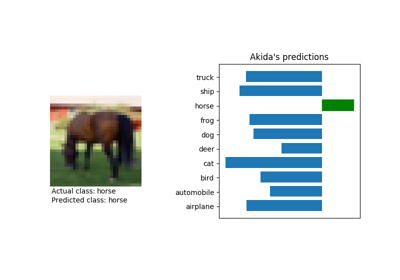 Akida's predictions
truck
ship
horse
frog
dog
deer
cat
bird
automobile
airplane
Actual class: horse
Predicted class: horse